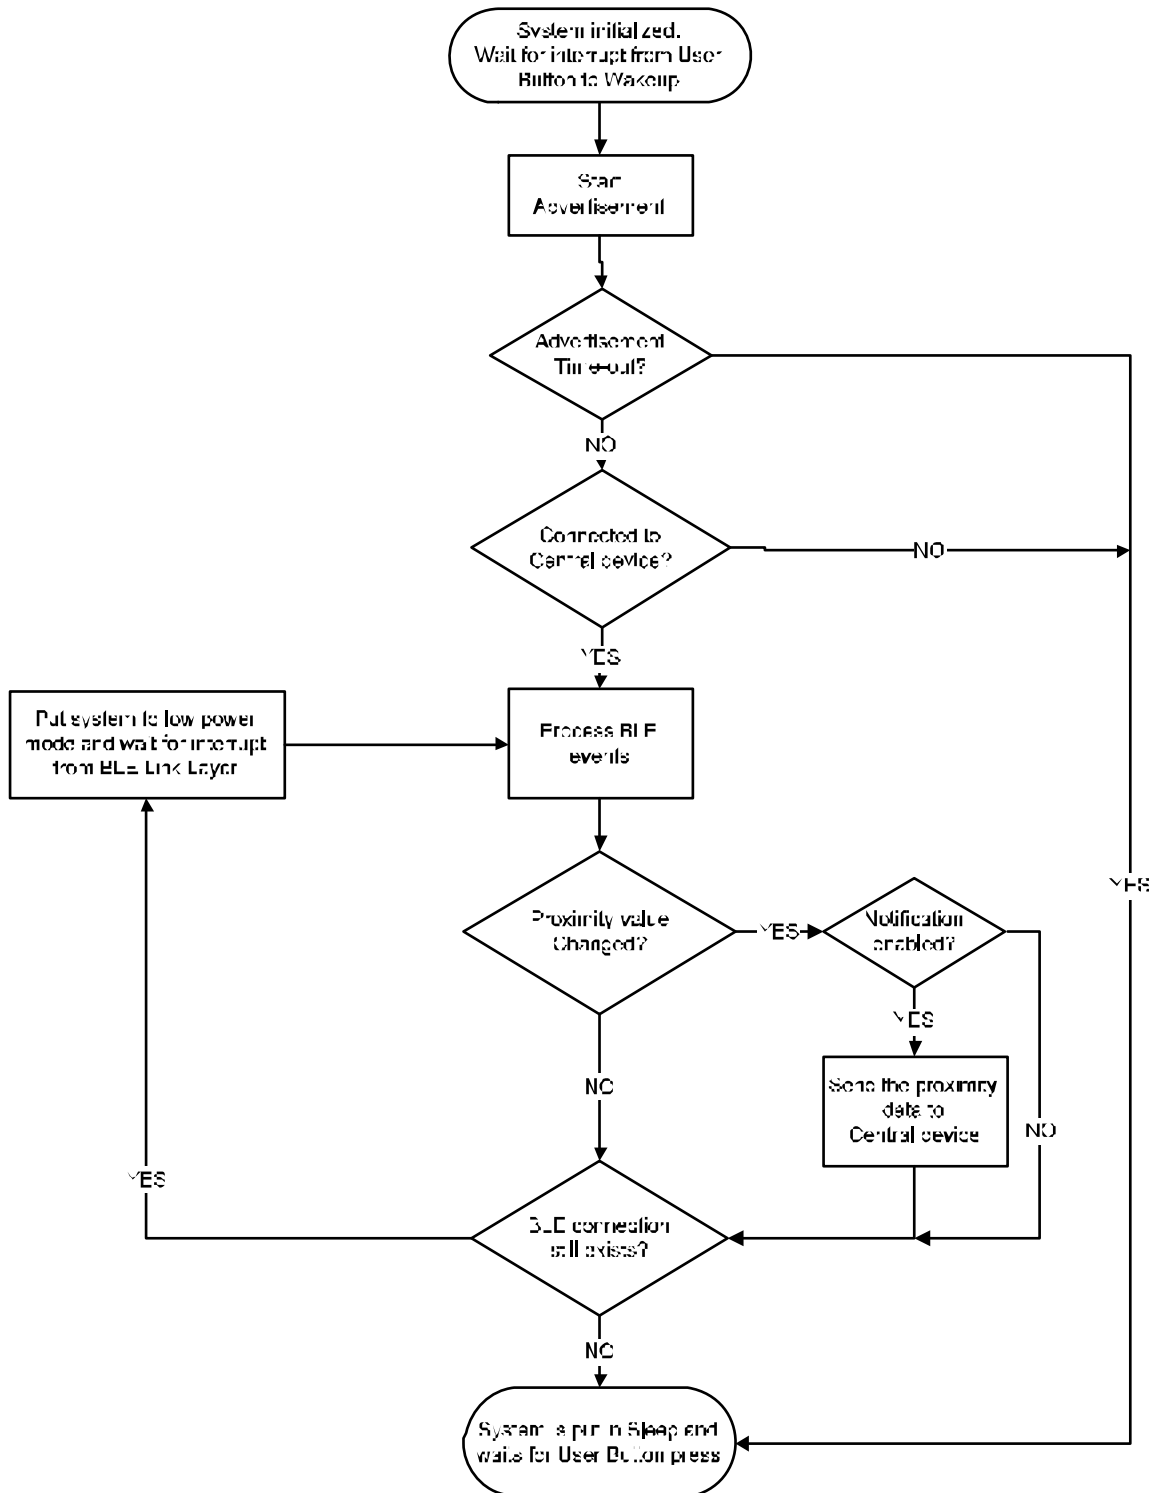 System initialized.
Wait for interrupt from User
Button to Wakeup
Start
Advertisement
Advertisement
Time-out?
NO
Connected to
Central device?
NO
YES
Put system to low power
mode and wait for interrupt
from BLE Link Layer
Process BLE
events
YES
Proximity value
Changed?
YES
Notification
enabled?
YES
NO
Send the proximity
data to
Central device
NO
YES
BLE connection
still exists?
NO
System is put in Sleep and
waits for User Button press